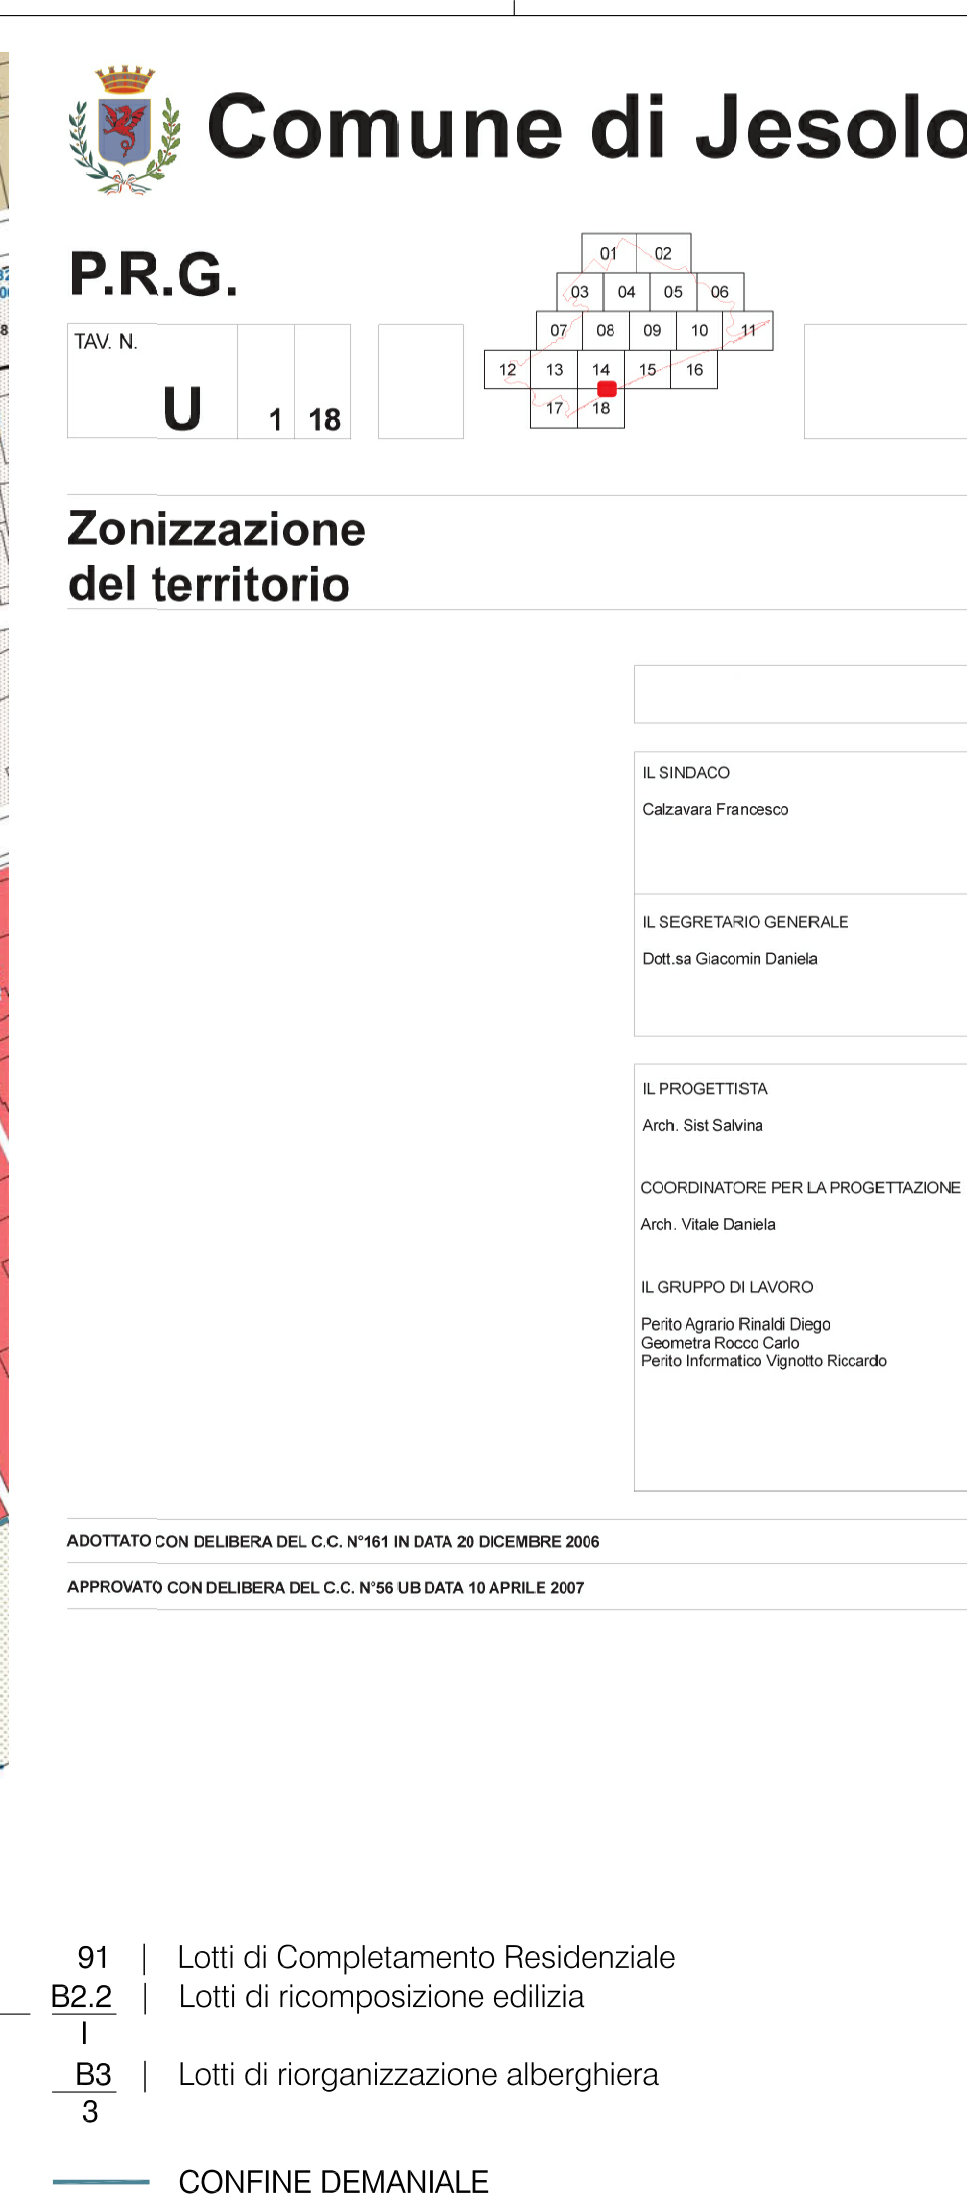 Comune di Jesolo
P.R.G.
01 02
03 04 05 06
07 08 09 10 11
12 13 14 15 16
17 18
TAV. N.
U 1 18
Zonizzazione
del territorio
IL SINDACO
Calzavara Francesco
IL SEGRETARIO GENERALE
Dott.sa Giacomin Daniela
IL PROGETTISTA
Arch. Sist Salvina
COORDINATORE PER LA PROGETTAZIONE
Arch. Vitale Daniela
IL GRUPPO DI LAVORO
Perito Agrario Rinaldi Diego
Geometra Rocco Carlo
Perito Informatico Vignotto Riccardo
ADOTTATO CON DELIBERA DEL C.C. N°161 IN DATA 20 DICEMBRE 2006
APPROVATO CON DELIBERA DEL C.C. N°56 UB DATA 10 APRILE 2007
91 | Lotti di Completamento Residenziale
B2.2 | Lotti di ricomposizione edilizia
I
B3 | Lotti di riorganizzazione alberghiera
3
CONFINE DEMANIALE